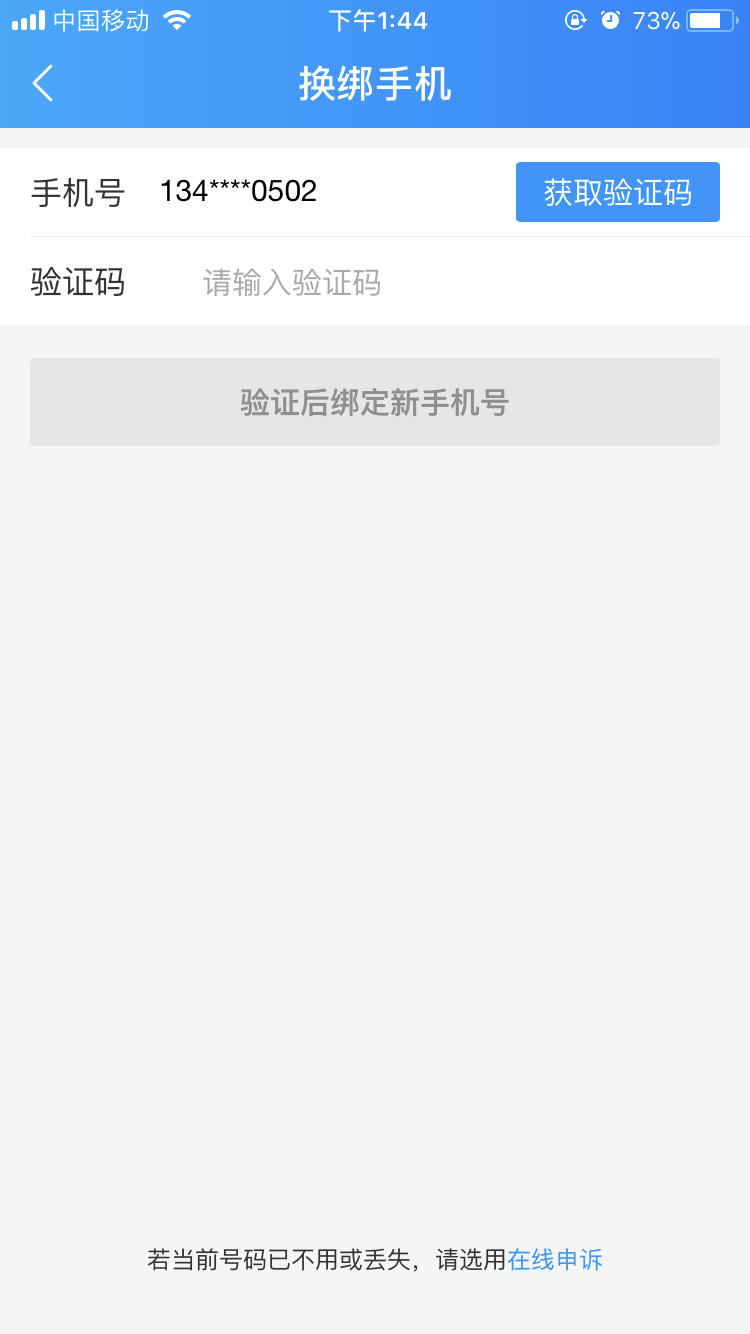 中国移动 下午1:44 73%
换绑手机
手机号 134****0502 获取验证码
验证码 请输入验证码
验证后绑定新手机号
若当前号码已不用或丢失，请选用在线申诉